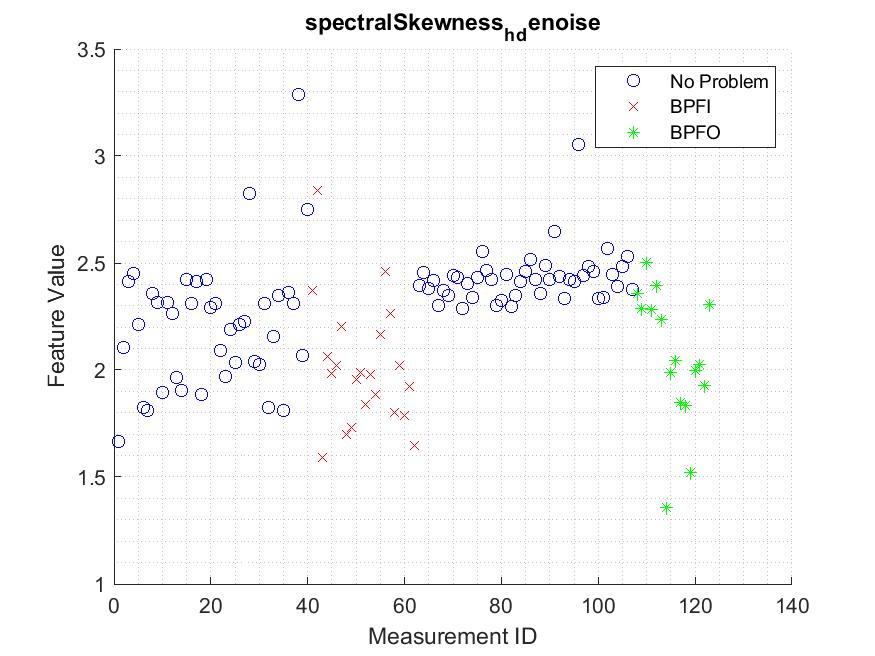 spectralSkewness_hdenoise
No Problem
BPFI
BPFO
Feature Value
3.5
3
2.5
2
1.5
1
0 20 40 60 80 100 120 140
Measurement ID